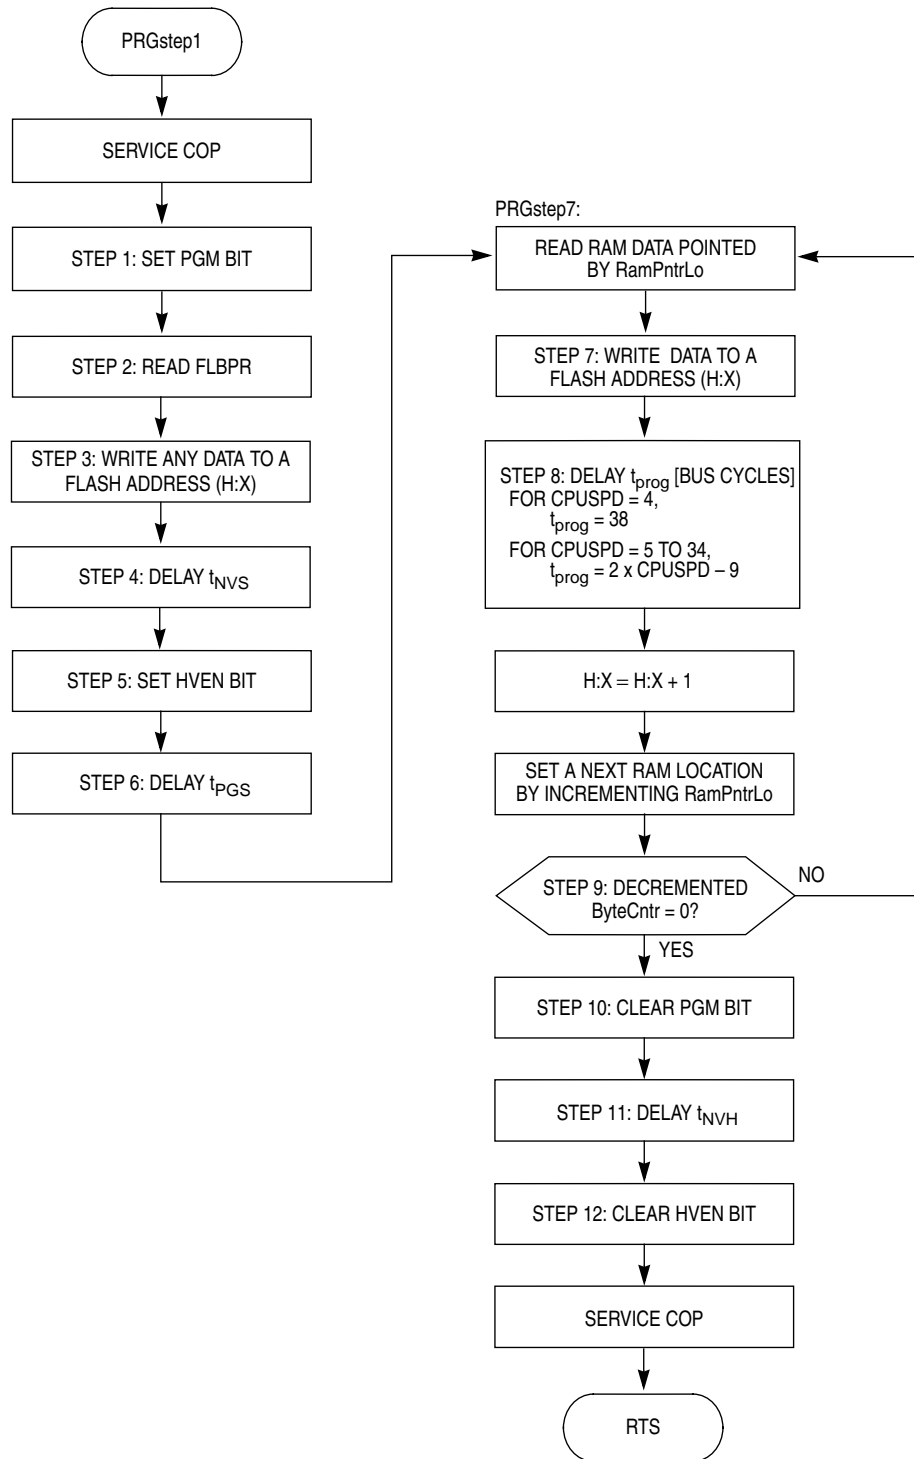 PRGstep1
SERVICE COP
STEP 1: SET PGM BIT
STEP 2: READ FLBPR
STEP 3: WRITE ANY DATA TO A
FLASH ADDRESS (H:X)
STEP 4: DELAY tNVS
STEP 5: SET HVEN BIT
STEP 6: DELAY tPGS
PRGstep7:
READ RAM DATA POINTED
BY RamPntrLo
STEP 7: WRITE DATA TO A
FLASH ADDRESS (H:X)
STEP 8: DELAY tprog [BUS CYCLES]
FOR CPUSPD = 4,
tprog = 38
FOR CPUSPD = 5 TO 34,
tprog = 2 x CPUSPD – 9
H:X = H:X + 1
SET A NEXT RAM LOCATION
BY INCREMENTING RamPntrLo
STEP 9: DECREMENTED
ByteCntr = 0?
NO
YES
STEP 10: CLEAR PGM BIT
STEP 11: DELAY tNVH
STEP 12: CLEAR HVEN BIT
SERVICE COP
RTS